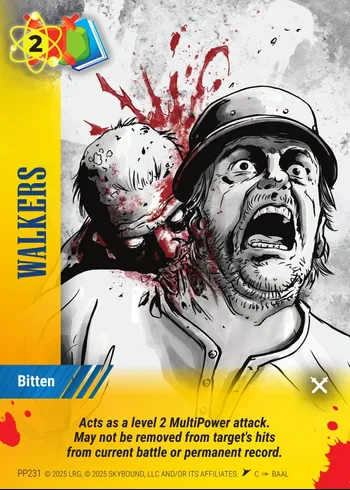 2
WALKERS
Bitten
Acts as a level 2 MultiPower attack.
May not be removed from target's hits
from current battle or permanent record.
PP231 © 2025 LRG, © 2025 SKYBOUND, LLC AND/OR ITS AFFILIATES. C BAAL